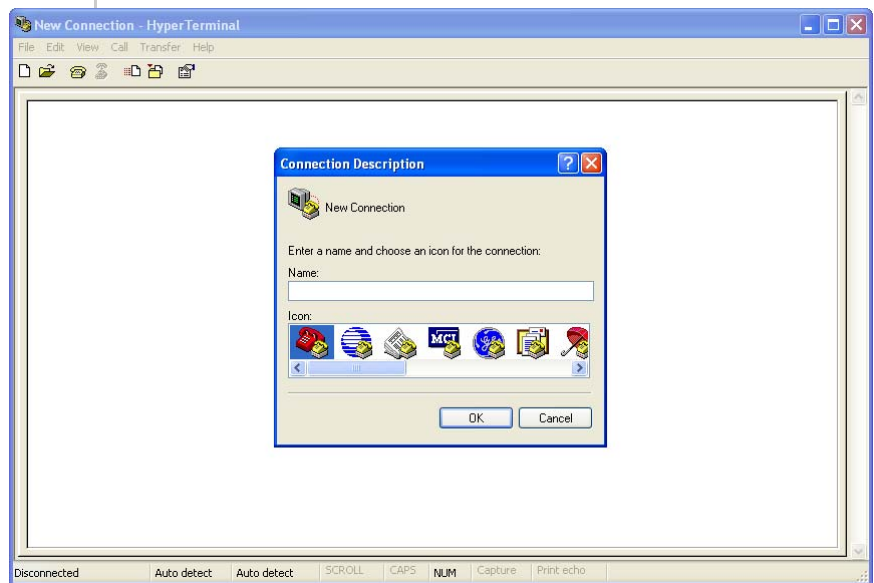 New Connection - HyperTerminal
File Edit View Call Transfer Help
Connection Description
New Connection
Enter a name and choose an icon for the connection:
Name:
Icon:
MCI
OK Cancel
Disconnected Auto detect Auto detect SCROLL CAPS NUM Capture Print echo